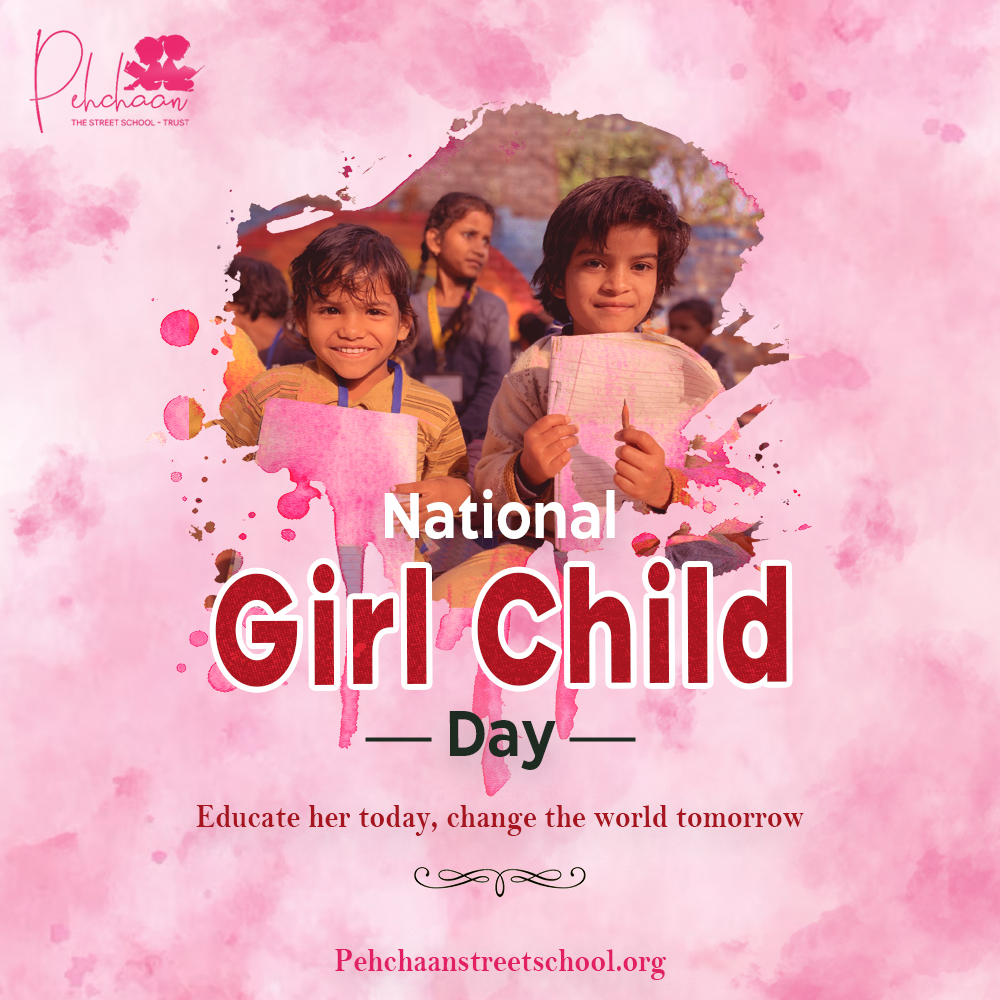 Pehchaan
THE STREET SCHOOL - TRUST
National
Girl Child
Day
Educate her today, change the world tomorrow
Pehchaanstreetschool.org